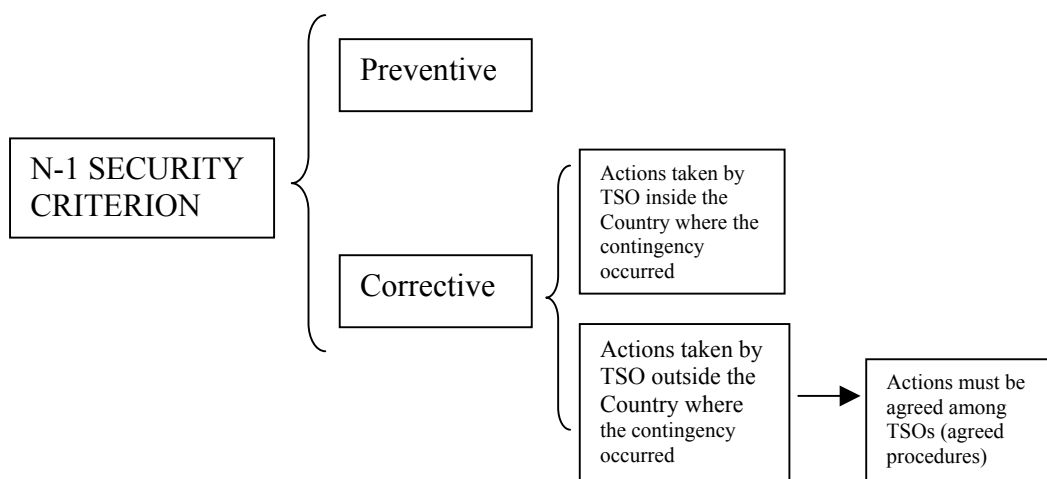 N-1 SECURITY
CRITERION
Preventive
Corrective
Actions taken by
TSO inside the
Country where the
contingency
occurred
Actions taken by
TSO outside the
Country where
the contingency
occurred
Actions must be
agreed among
TSOs (agreed
procedures)